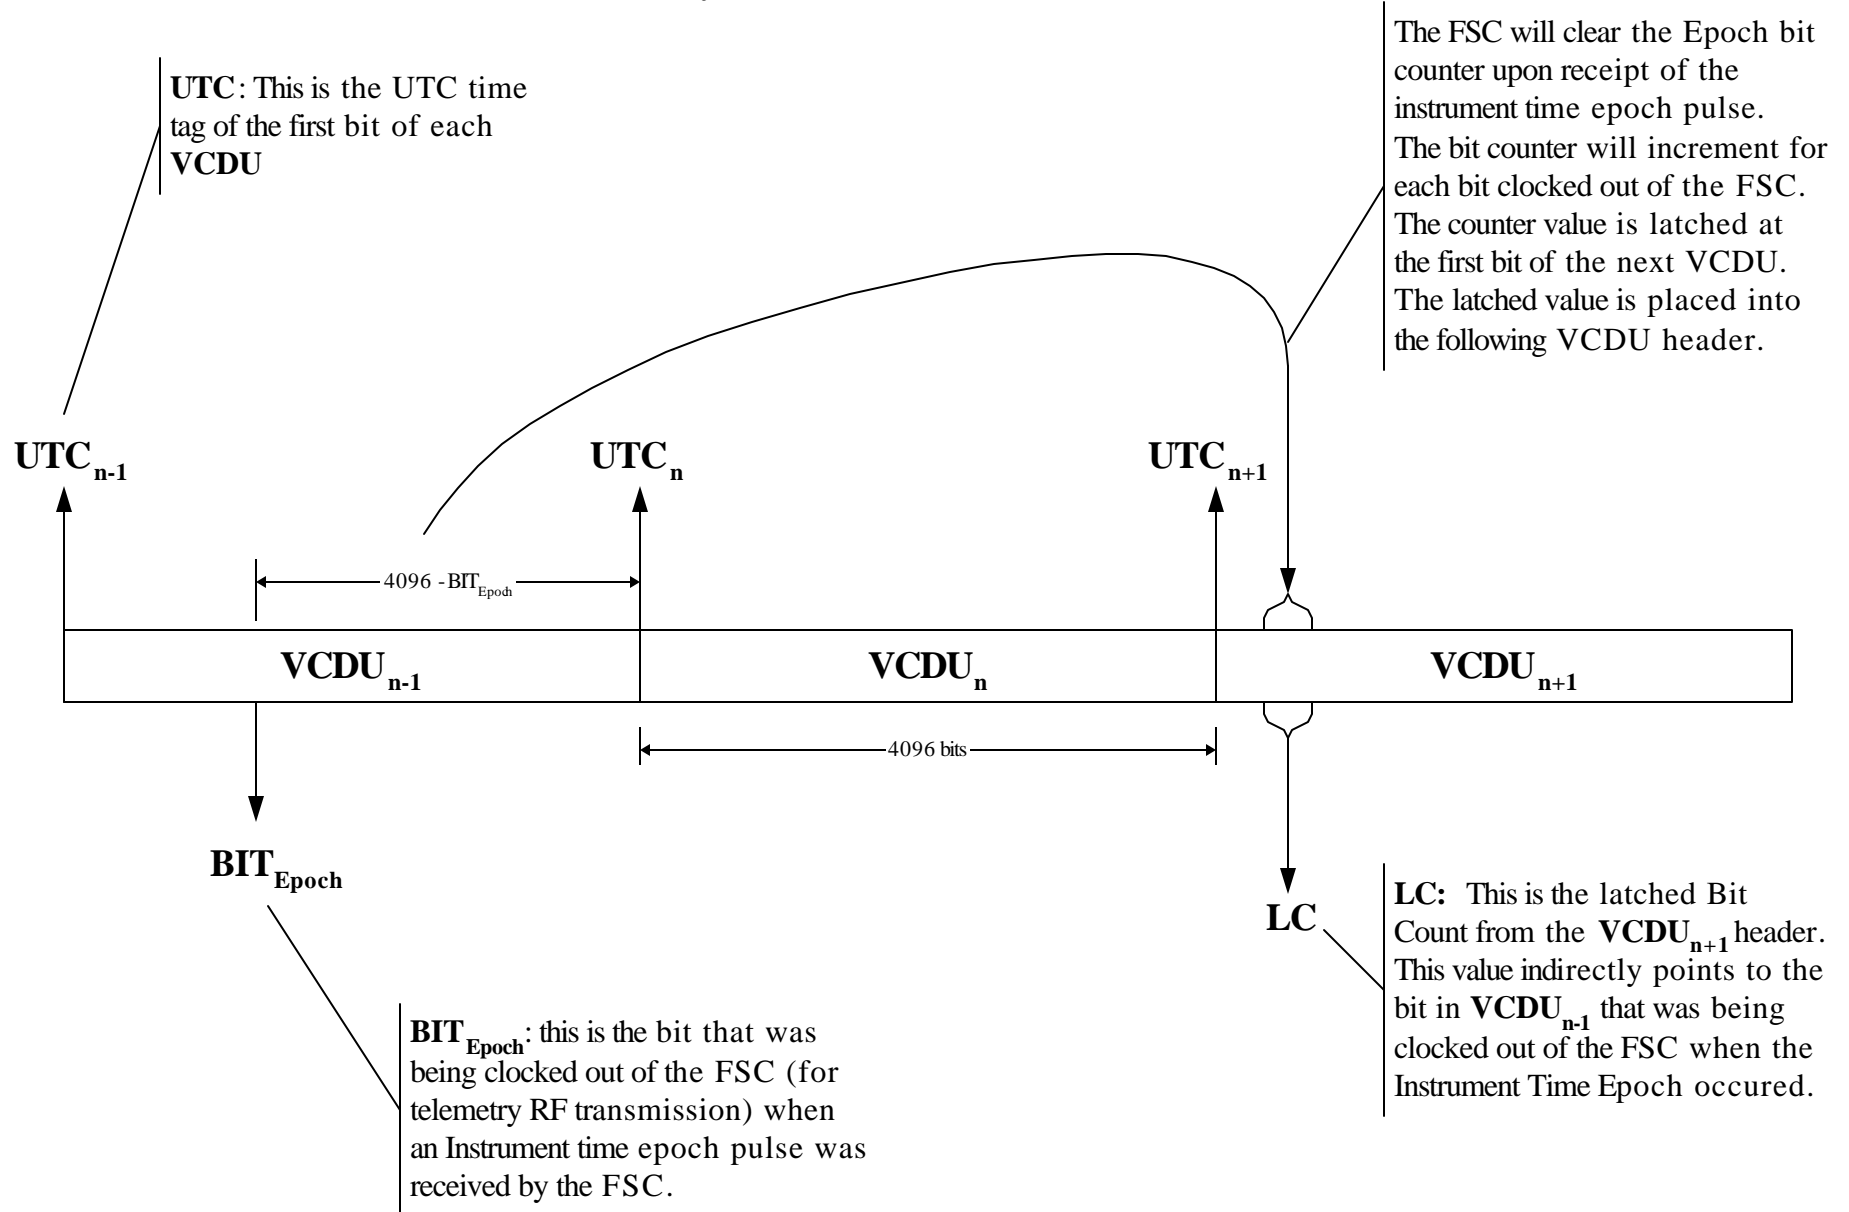 The FSC will clear the Epoch bit
counter upon receipt of the
instrument time epoch pulse.
The bit counter will increment for
each bit clocked out of the FSC.
The counter value is latched at
the first bit of the next VCDU.
The latched value is placed into
the following VCDU header.
UTC: This is the UTC time
tag of the first bit of each
VCDU
UTC n-1
UTC n
UTC n+1
4096 - BIT Epoch
VCDU n-1
VCDU n
VCDU n+1
4096 bits
BIT Epoch
LC
LC: This is the latched Bit
Count from the VCDU n+1 header.
This value indirectly points to the
bit in VCDU n-1 that was being
clocked out of the FSC when the
Instrument Time Epoch occured.
BIT Epoch: this is the bit that was
being clocked out of the FSC (for
telemetry RF transmission) when
an Instrument time epoch pulse was
received by the FSC.